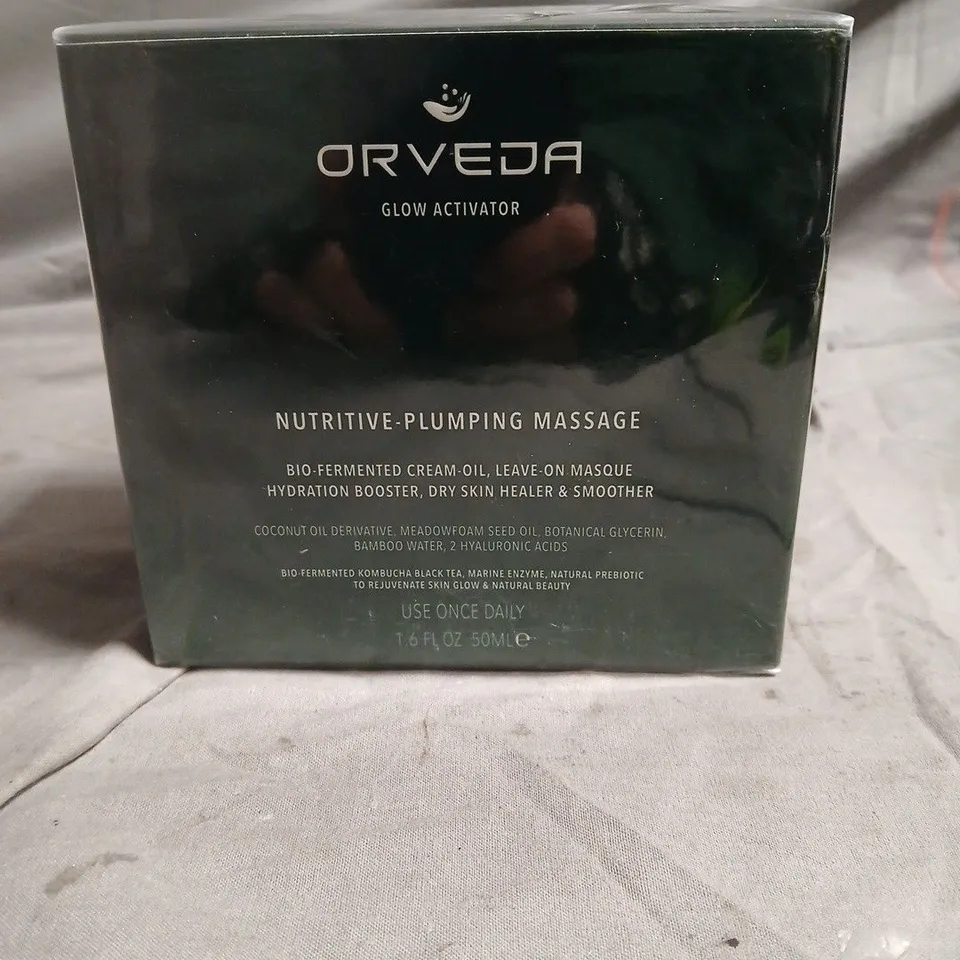 ORVEDA
GLOW ACTIVATOR
NUTRITIVE-PLUMPING MASSAGE
BIO-FERMENTED CREAM-OIL, LEAVE-ON MASQUE
HYDRATION BOOSTER, DRY SKIN HEALER & SMOOTHER
COCONUT OIL DERIVATIVE, MEADOWFOAM SEED OIL, BOTANICAL GLYCERIN,
BAMBOO WATER, 2 HYALURONIC ACIDS
BIO-FERMENTED KOMBUCHA BLACK TEA, MARINE ENZYME, NATURAL PREBIOTIC
TO REJUVENATE SKIN GLOW & NATURAL BEAUTY
USE ONCE DAILY
1.6 FL OZ 50ML℮